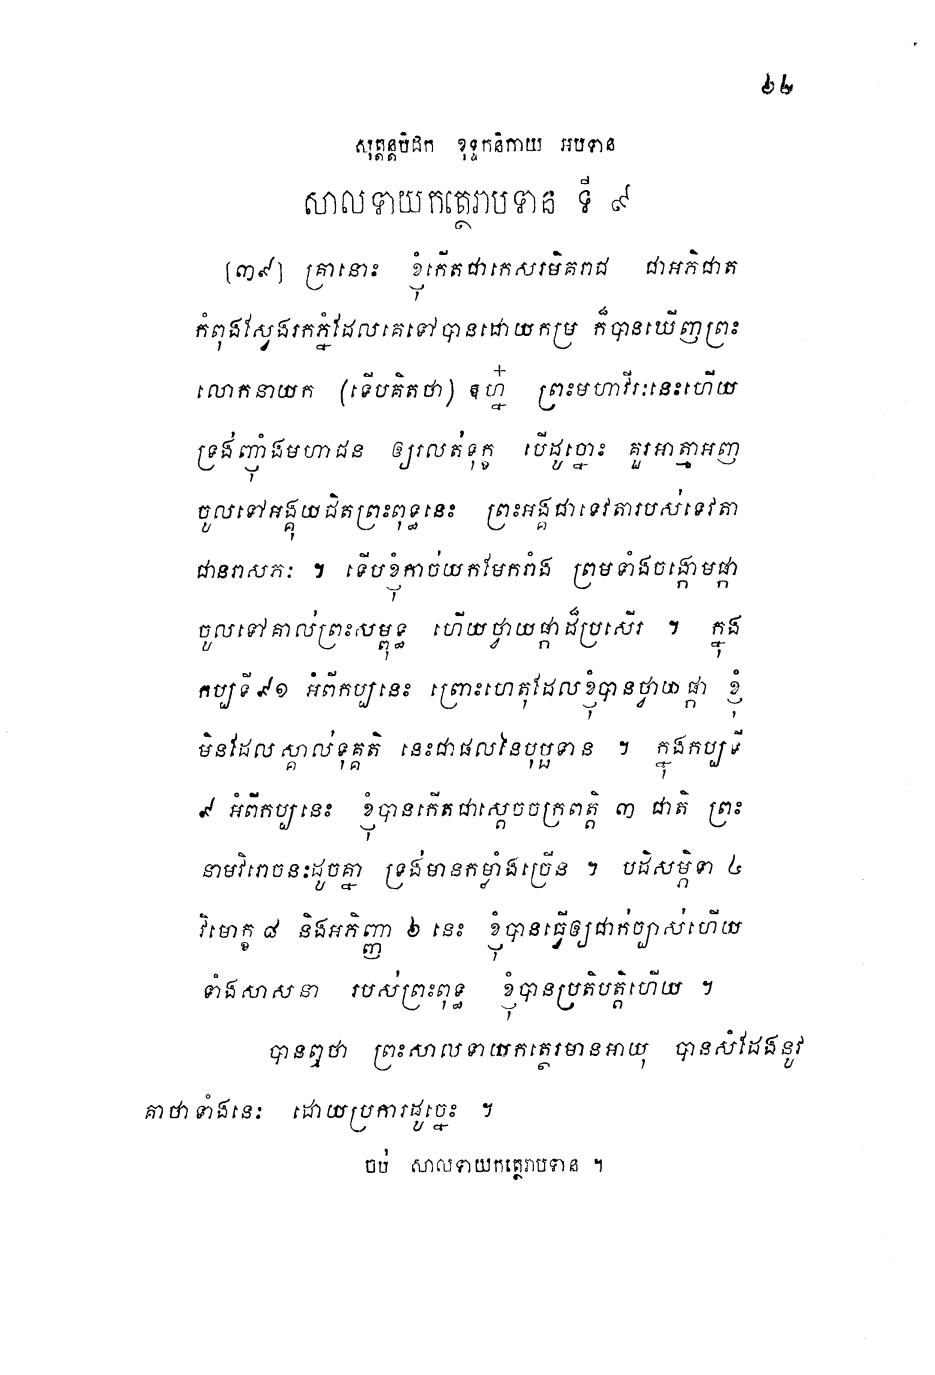 ៦៤
សុត្តន្តបិដក ខុទ្ទកនិកាយ អបទាន
សាលទាយកត្ថេរាបទាន ទី ៩
(៣៩) គ្រានោះ ខ្ញុំកើតជាកេសរមិគរាជ ជាអភិជាត
កំពុងស្វែងរកភ្នំដែលគេទៅបានដោយកម្រ ក៏បានឃើញព្រះ
លោកនាយក (ទើបគិតថា) ព្រះមហាវីរៈនេះហើយ
ទ្រង់ញ៉ាំងមហាជន ឲ្យរលត់ទុក្ខ បើដូច្នោះ គួរអាត្មាអញ
ចូលទៅអង្គុយជិតព្រះពុទ្ធនេះ ព្រះអង្គជាទេវតារបស់ទេវតា
ជានរាសភៈ ។ ទើបខ្ញុំកាច់យកមែករាំង ព្រមទាំងចង្កោមផ្កា
ចូលទៅគាល់ព្រះសម្ពុទ្ធ ហើយថ្វាយផ្កាដ៏ប្រសើរ ។ ក្នុង
កប្បទី ៩១ អំពីកប្បនេះ ព្រោះហេតុដែលខ្ញុំបានថ្វាយផ្កា ខ្ញុំ
មិនដែលស្គាល់ទុគ្គតិ នេះជាផលនៃបុប្ផទាន ។ ក្នុងកប្បទី
៩ អំពីកប្បនេះ ខ្ញុំបានកើតជាស្តេចចក្រពត្តិ ៣ ជាតិ ព្រះ
នាមវិរោចនៈដូចគ្នា ទ្រង់មានកម្លាំងច្រើន ។ បដិសម្ភិទា ៤
វិមោក្ខ ៨ និងអភិញ្ញា ៦ នេះ ខ្ញុំបានធ្វើឲ្យជាក់ច្បាស់ហើយ
ទាំងសាសនា របស់ព្រះពុទ្ធ ខ្ញុំបានប្រតិបត្តិហើយ ។
បានឮថា ព្រះសាលទាយកត្ថេរមានអាយុ បានសំដែងនូវ
គាថាទាំងនេះ ដោយប្រការដូច្នេះ ។
ចប់ សាលទាយកត្ថេរាបទាន ។